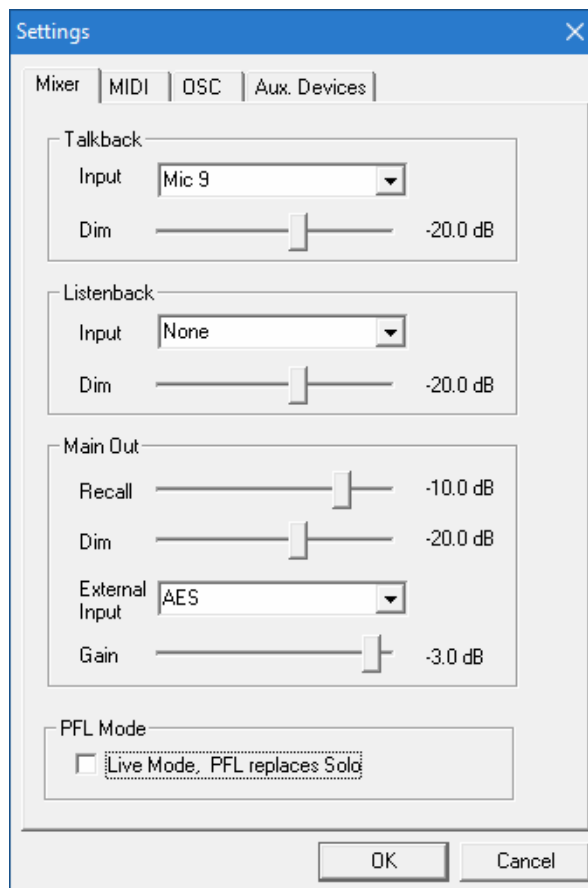 Settings
Mixer MIDI OSC Aux. Devices
Talkback
Input Mic 9
Dim -20.0 dB
Listenback
Input None
Dim -20.0 dB
Main Out
Recall -10.0 dB
Dim -20.0 dB
External
Input AES
Gain -3.0 dB
PFL Mode
Live Mode, PFL replaces Solo
OK Cancel